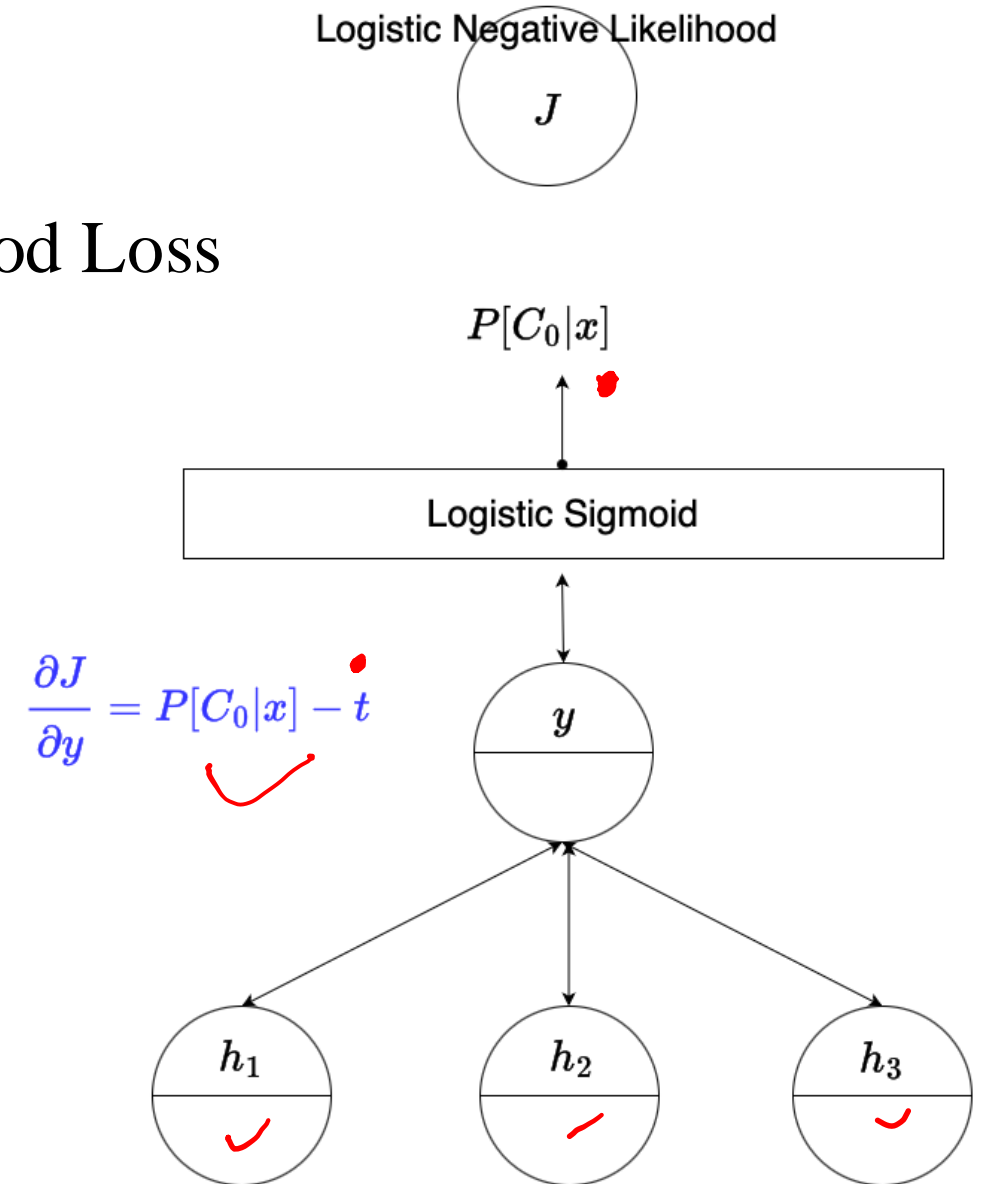 Logistic Negative Likelihood
J
od Loss
P[C₀|x]
Logistic Sigmoid
∂J/∂y = P[C₀|x] − t
y
h₁ h₂ h₃